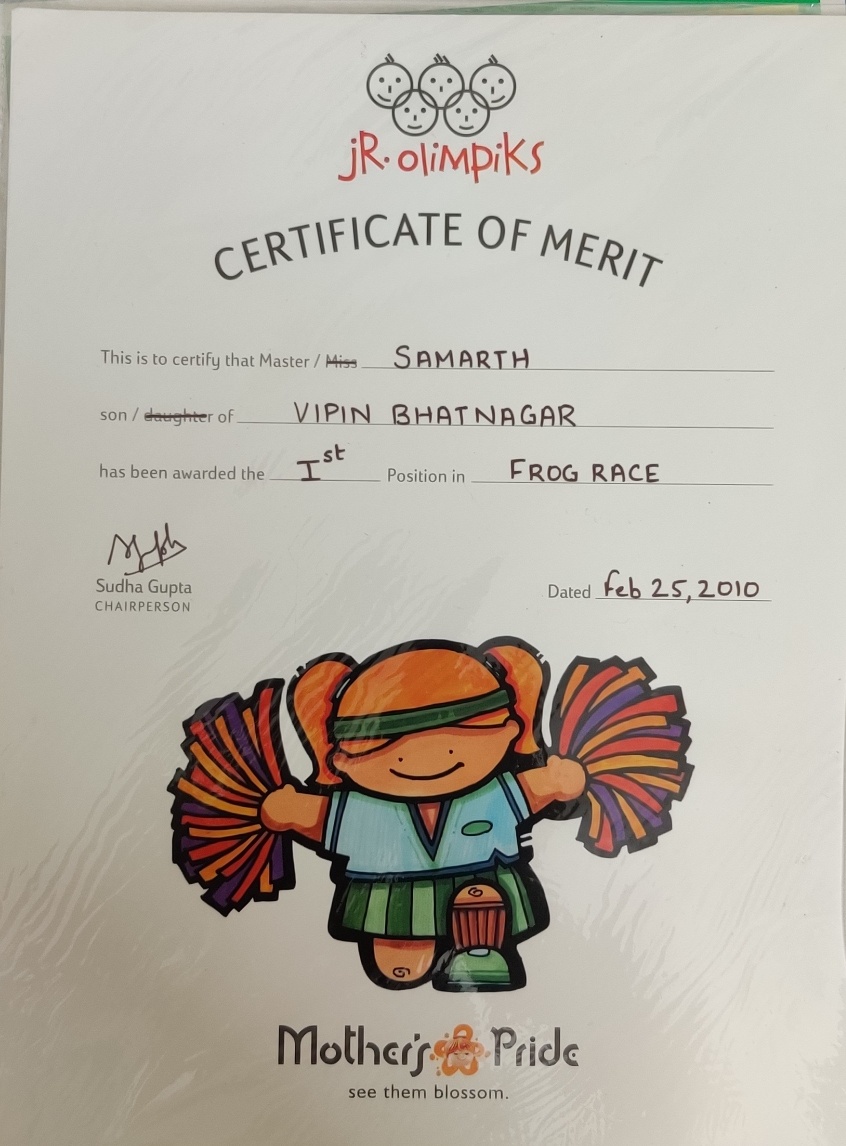 jR. olimpiks
CERTIFICATE OF MERIT
This is to certify that Master / Miss SAMARTH
son / daughter of VIPIN BHATNAGAR
has been awarded the Ist Position in FROG RACE
Sudha Gupta
CHAIRPERSON
Dated Feb 25, 2010
Mother's Pride
see them blossom.